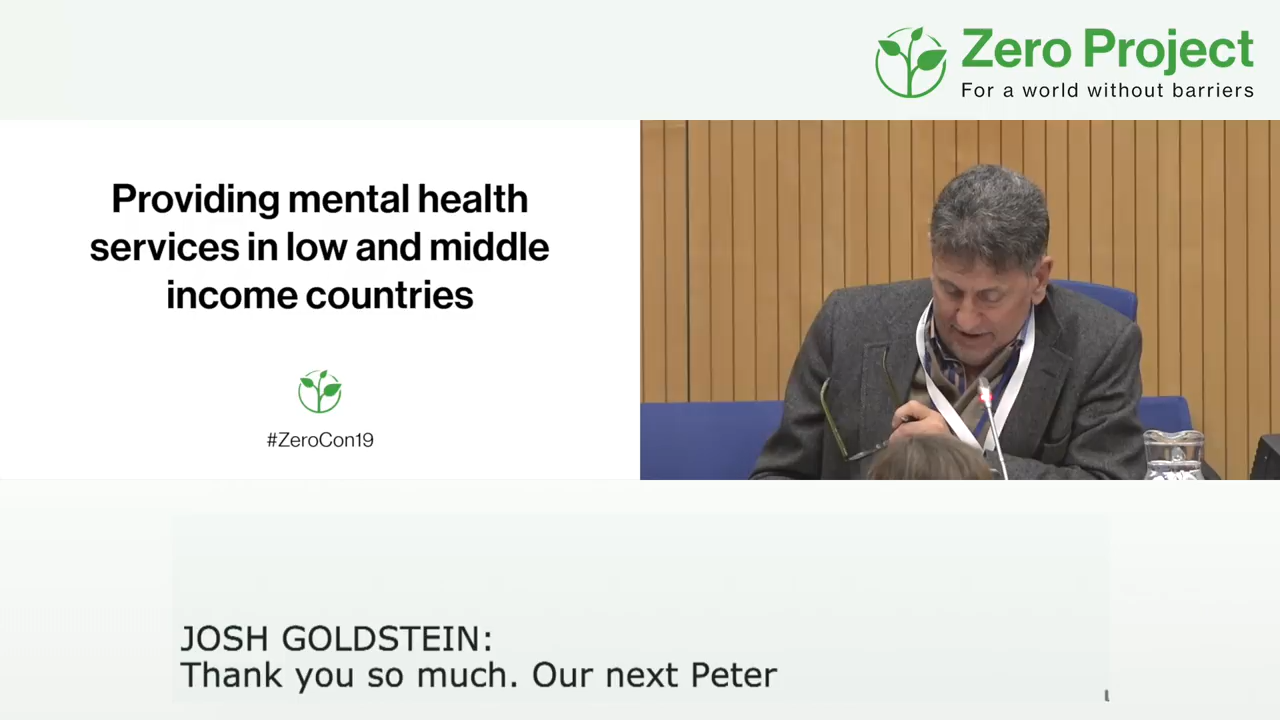 Zero Project
For a world without barriers
Providing mental health
services in low and middle
income countries
#ZeroCon19
JOSH GOLDSTEIN:
Thank you so much. Our next Peter